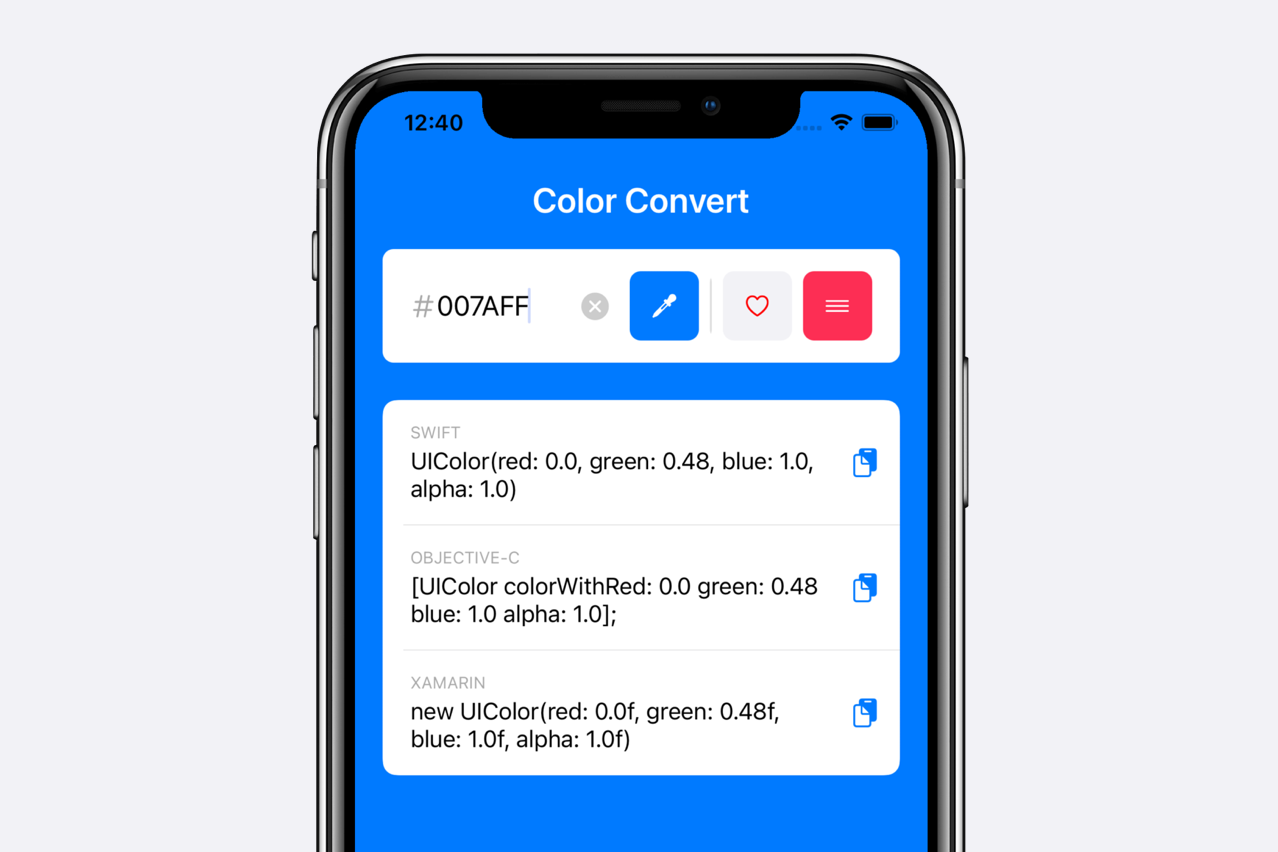 12:40
Color Convert
#007AFF
SWIFT
UIColor(red: 0.0, green: 0.48, blue: 1.0,
alpha: 1.0)
OBJECTIVE-C
[UIColor colorWithRed: 0.0 green: 0.48
blue: 1.0 alpha: 1.0];
XAMARIN
new UIColor(red: 0.0f, green: 0.48f,
blue: 1.0f, alpha: 1.0f)